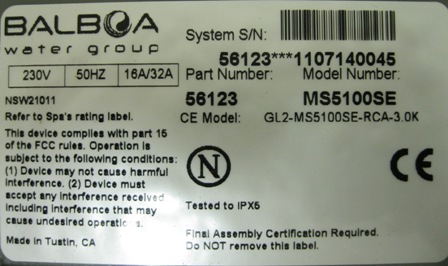 BALBOA
water group
System S/N:
56123***1107140045
230V 50HZ 16A/32A
Part Number: Model Number:
56123 MS5100SE
NSW21011
CE Model: GL2-MS5100SE-RCA-3.0K
Refer to Spa's rating label.
This device complies with part 15
of the FCC rules. Operation is
subject to the following conditions:
(1) Device may not cause harmful
interference. (2) Device must
accept any interference received
including interference that may
cause undesired operation.
Made in Tustin, CA
N
CE
Tested to IPX5
Final Assembly Certification Required.
Do NOT remove this label.